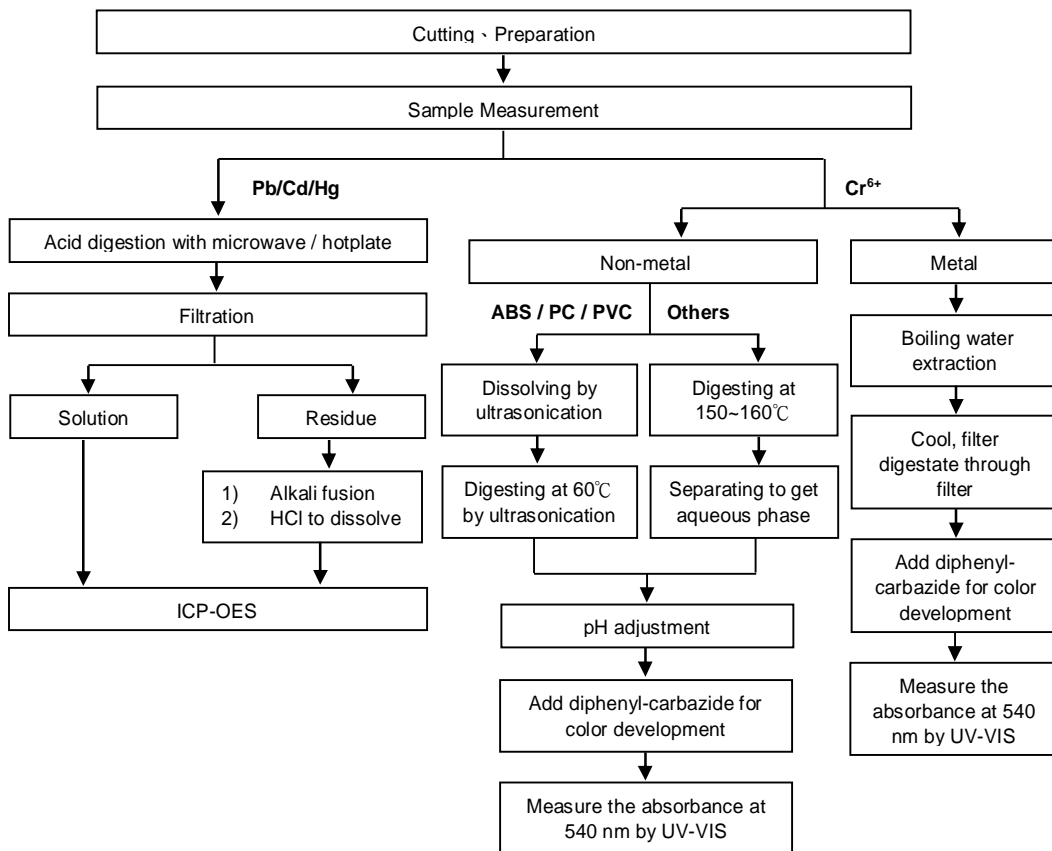 Cutting、Preparation
Sample Measurement
Pb/Cd/Hg
Cr⁶⁺
Acid digestion with microwave / hotplate
Filtration
Solution
Residue
1) Alkali fusion
2) HCl to dissolve
ICP-OES
Non-metal
ABS / PC / PVC
Others
Dissolving by
ultrasonication
Digesting at
150~160℃
Digesting at 60℃
by ultrasonication
Separating to get
aqueous phase
pH adjustment
Add diphenyl-carbazide for
color development
Measure the absorbance at
540 nm by UV-VIS
Metal
Boiling water
extraction
Cool, filter
digestate through
filter
Add diphenyl-
carbazide for color
development
Measure the
absorbance at 540
nm by UV-VIS